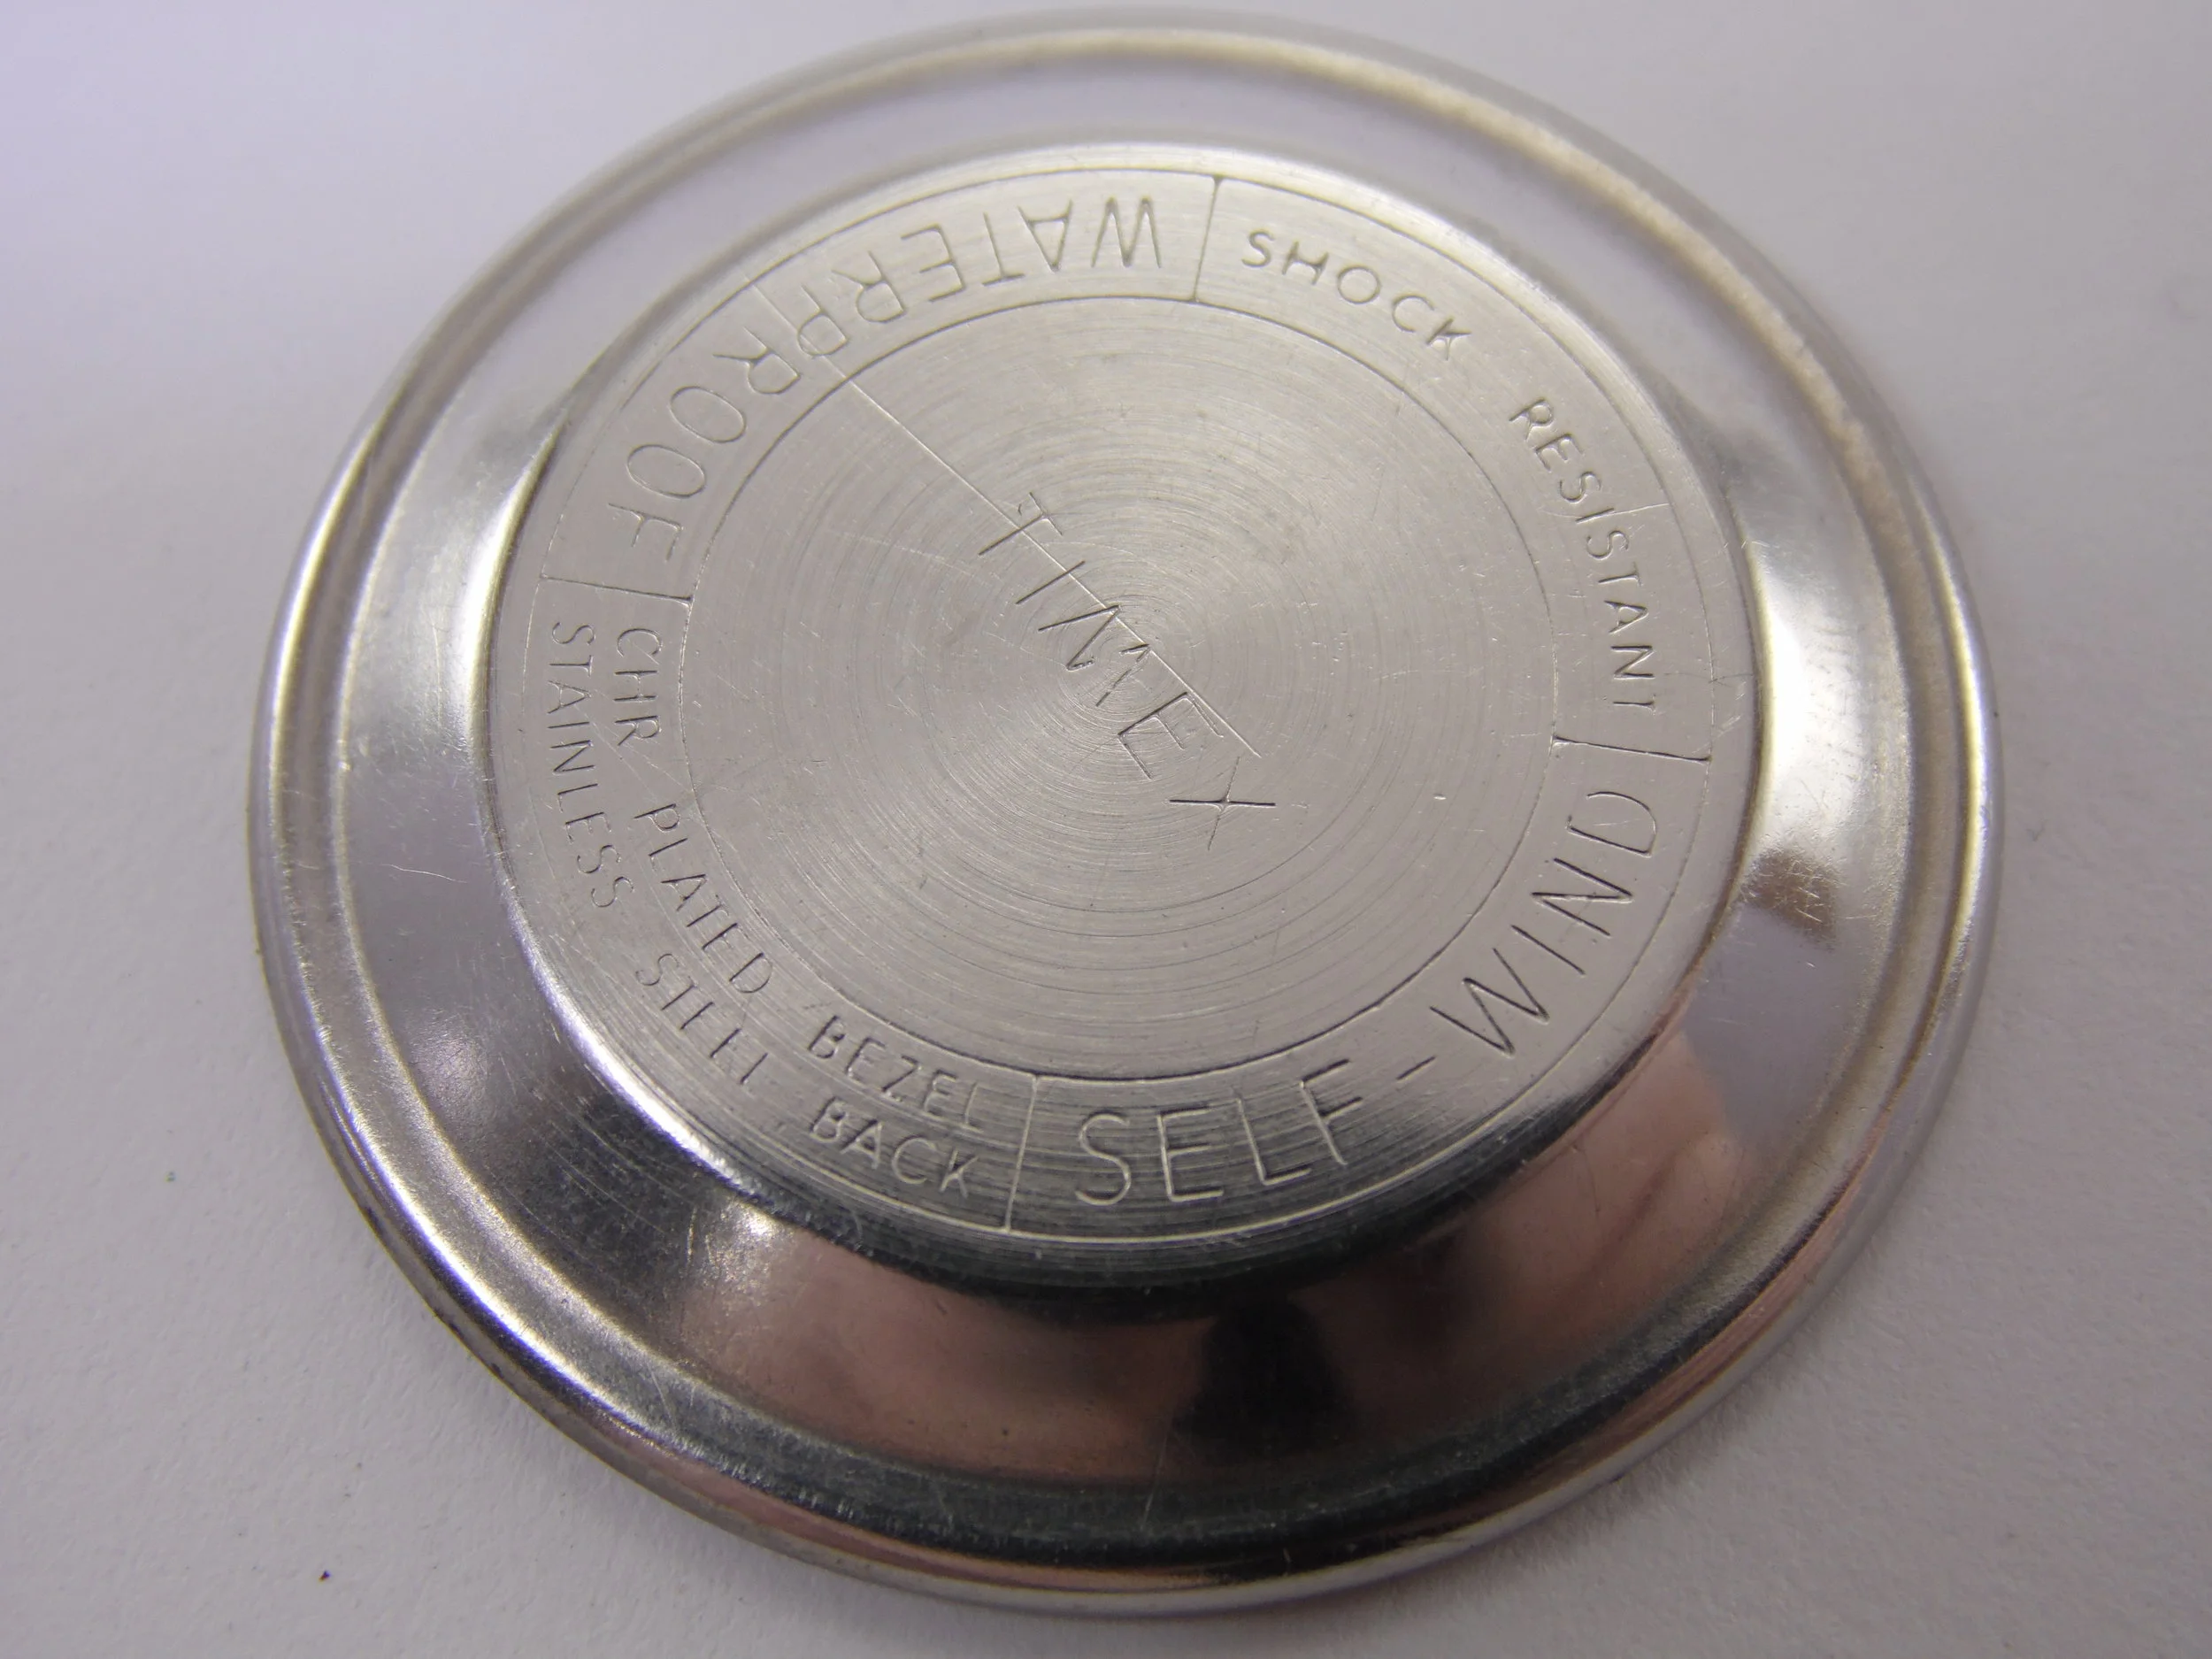 TIMEX
WATERPROOF
SHOCK RESISTANT
SELF-WIND
CHR PLATED BEZEL
STAINLESS STEEL BACK